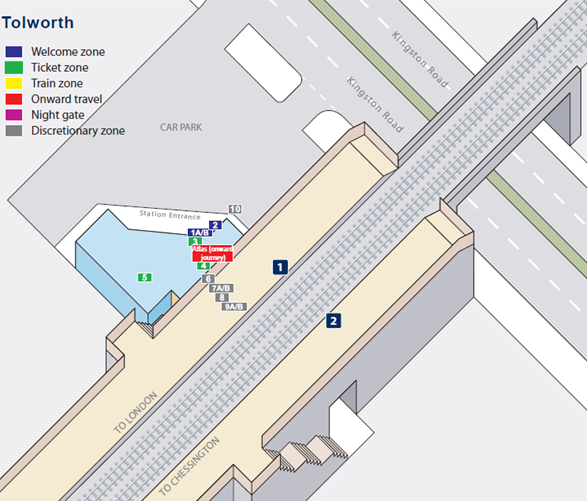 Tolworth
Welcome zone
Ticket zone
Train zone
Onward travel
Night gate
Discretionary zone
Kingston Road
Kingston Road
CAR PARK
10
Station Entrance
2
1A/B
3
Atlas (onward
journey)
4
5
6
7A/B
8
9A/B
1
2
TO LONDON
TO CHESSINGTON